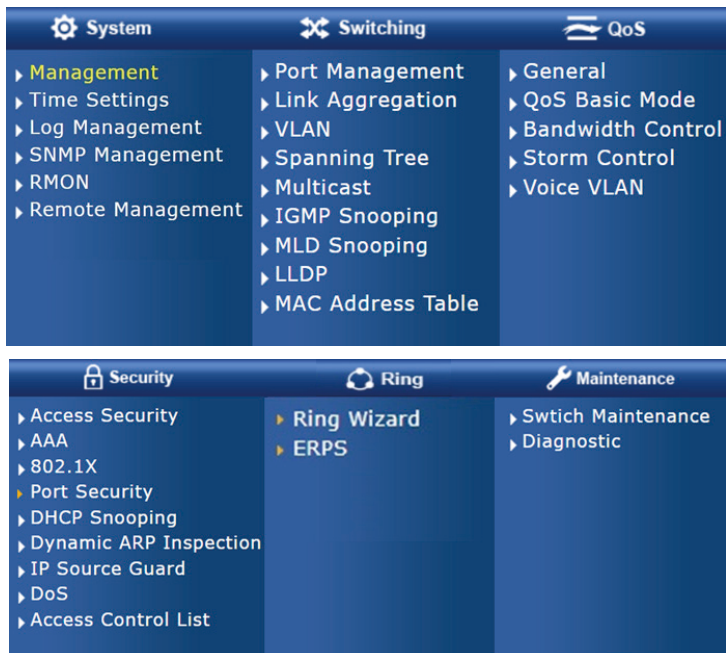 System
Management
Time Settings
Log Management
SNMP Management
RMON
Remote Management
Switching
Port Management
Link Aggregation
VLAN
Spanning Tree
Multicast
IGMP Snooping
MLD Snooping
LLDP
MAC Address Table
QoS
General
QoS Basic Mode
Bandwidth Control
Storm Control
Voice VLAN
Security
Access Security
AAA
802.1X
Port Security
DHCP Snooping
Dynamic ARP Inspection
IP Source Guard
DoS
Access Control List
Ring
Ring Wizard
ERPS
Maintenance
Swtich Maintenance
Diagnostic